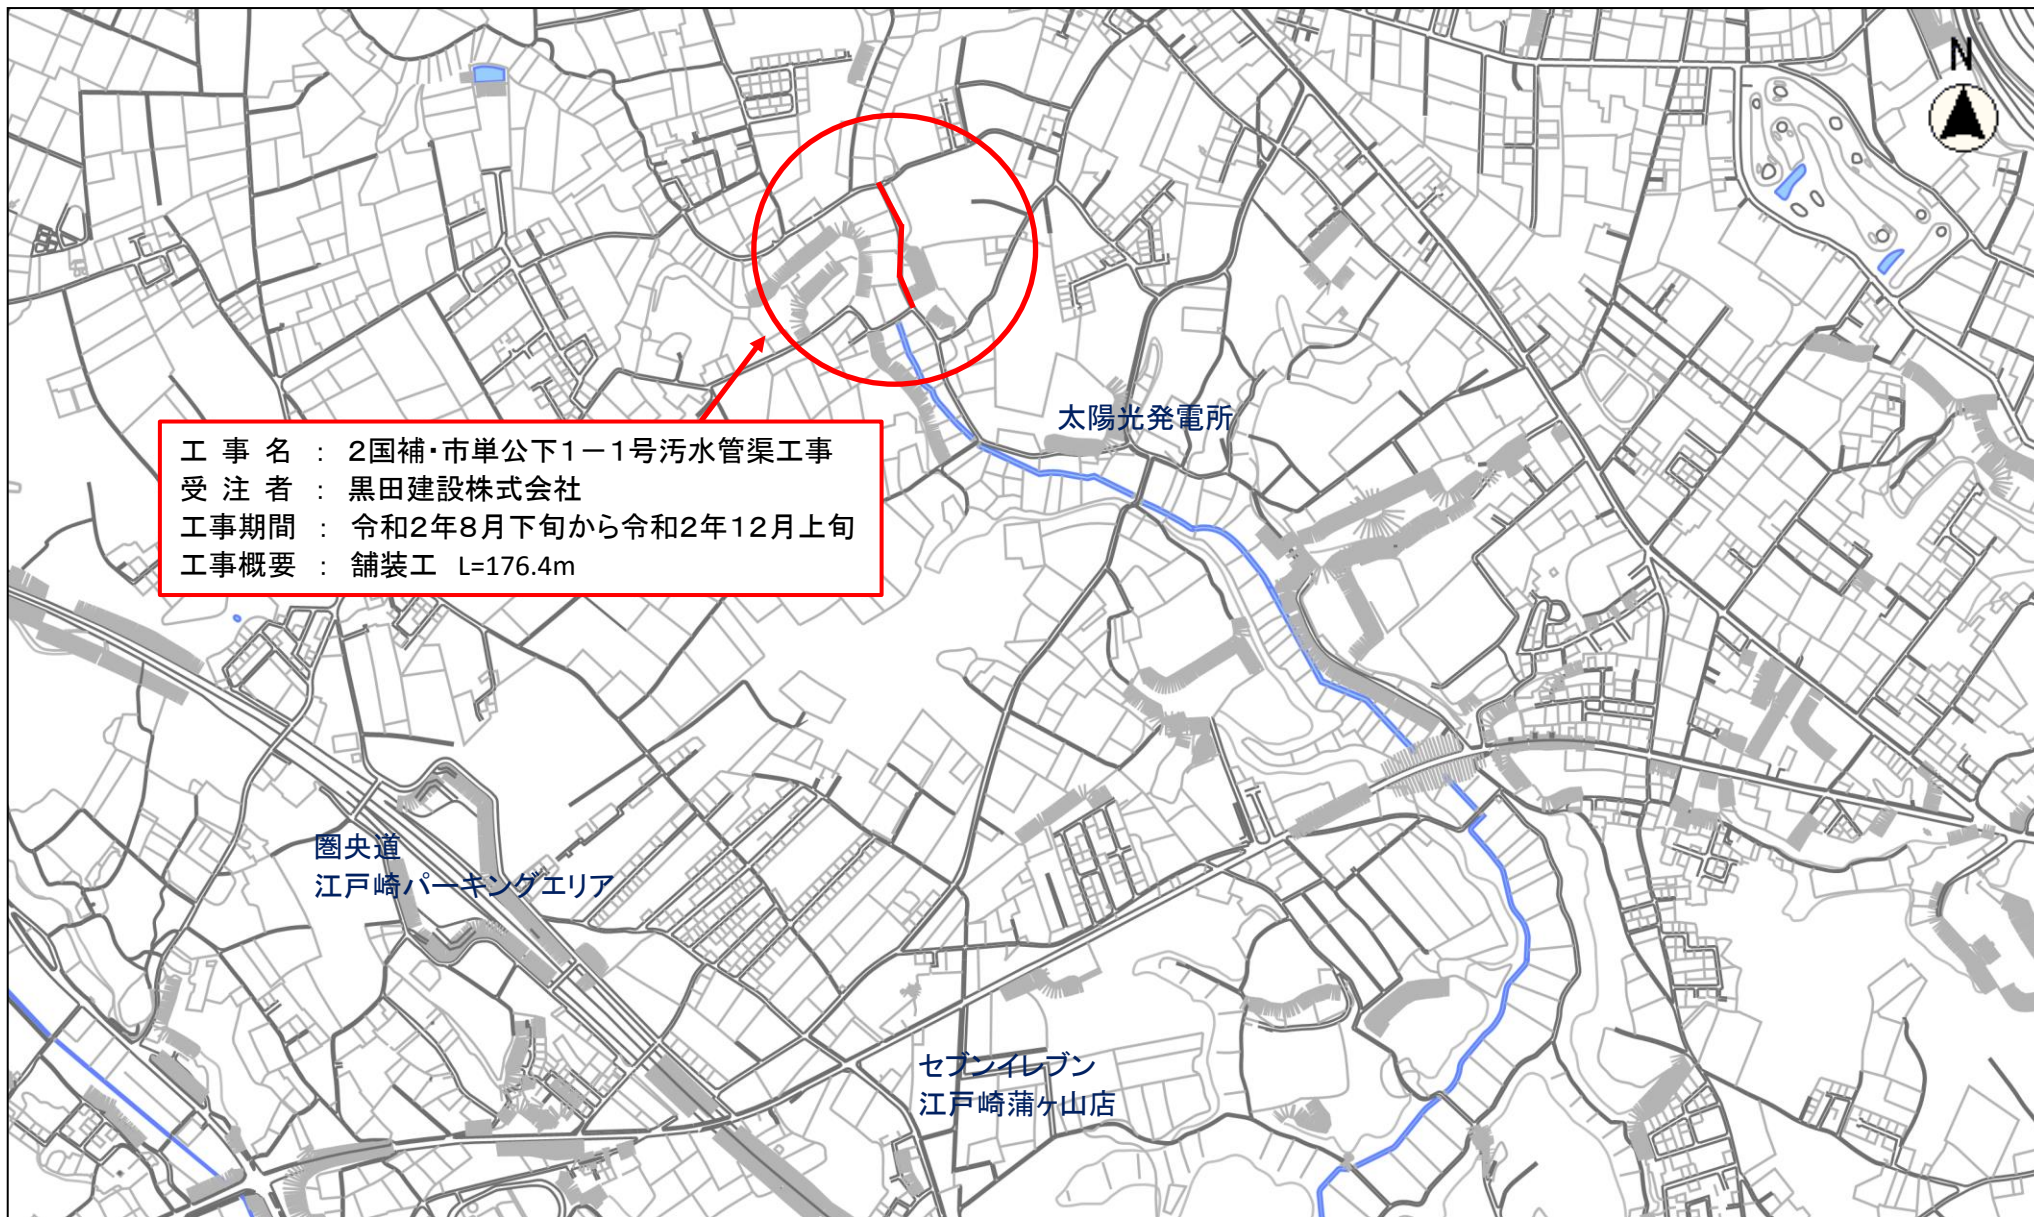 N
太陽光発電所
工 事 名 ： 2国補・市単公下1－1号汚水管渠工事
受 注 者 ： 黒田建設株式会社
工事期間 ： 令和2年8月下旬から令和2年12月上旬
工事概要 ： 舗装工 L=176.4m
圏央道
江戸崎パーキングエリア
セブンイレブン
江戸崎蒲ヶ山店